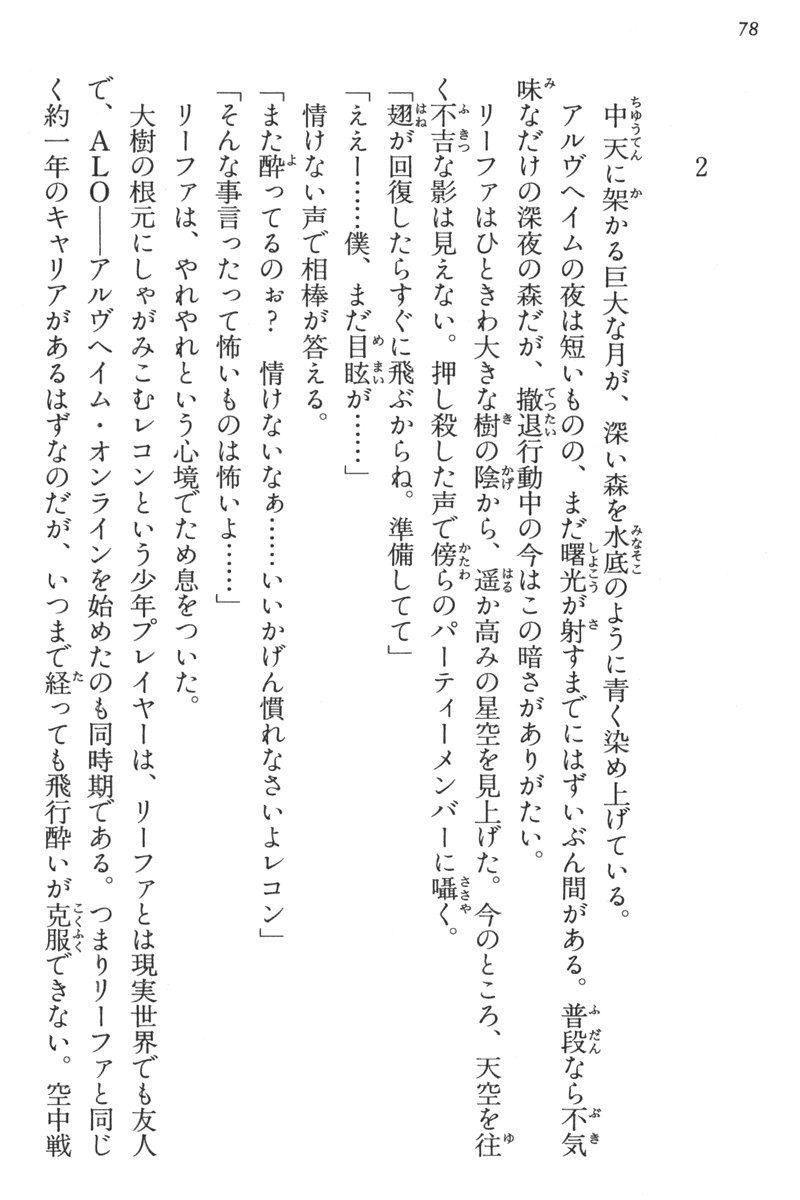 78
2
中天に架かる巨大な月が、深い森を水底のように青く染め上げている。
アルヴヘイムの夜は短いものの、まだ曙光が射すまでにはずいぶん間がある。普段なら不気
味なだけの深夜の森だが、撤退行動中の今はこの暗さがありがたい。
リーファはひときわ大きな樹の陰から、遥か高みの星空を見上げた。今のところ、天空を往
く不吉な影は見えない。押し殺した声で傍らのパーティーメンバーに囁く。
「翅が回復したらすぐに飛ぶからね。準備してて」
「ええー……僕、まだ目眩が……」
情けない声で相棒が答える。
「また酔ってるのぉ？　情けないなぁ……いいかげん慣れなさいよレコン」
「そんな事言ったって怖いものは怖いよ……」
リーファは、やれやれという心境でため息をついた。
大樹の根元にしゃがみこむレコンという少年プレイヤーは、リーファとは現実世界でも友人
で、ALO――アルヴヘイム・オンラインを始めたのも同時期である。つまりリーファと同じ
く約一年のキャリアがあるはずなのだが、いつまで経っても飛行酔いが克服できない。空中戦